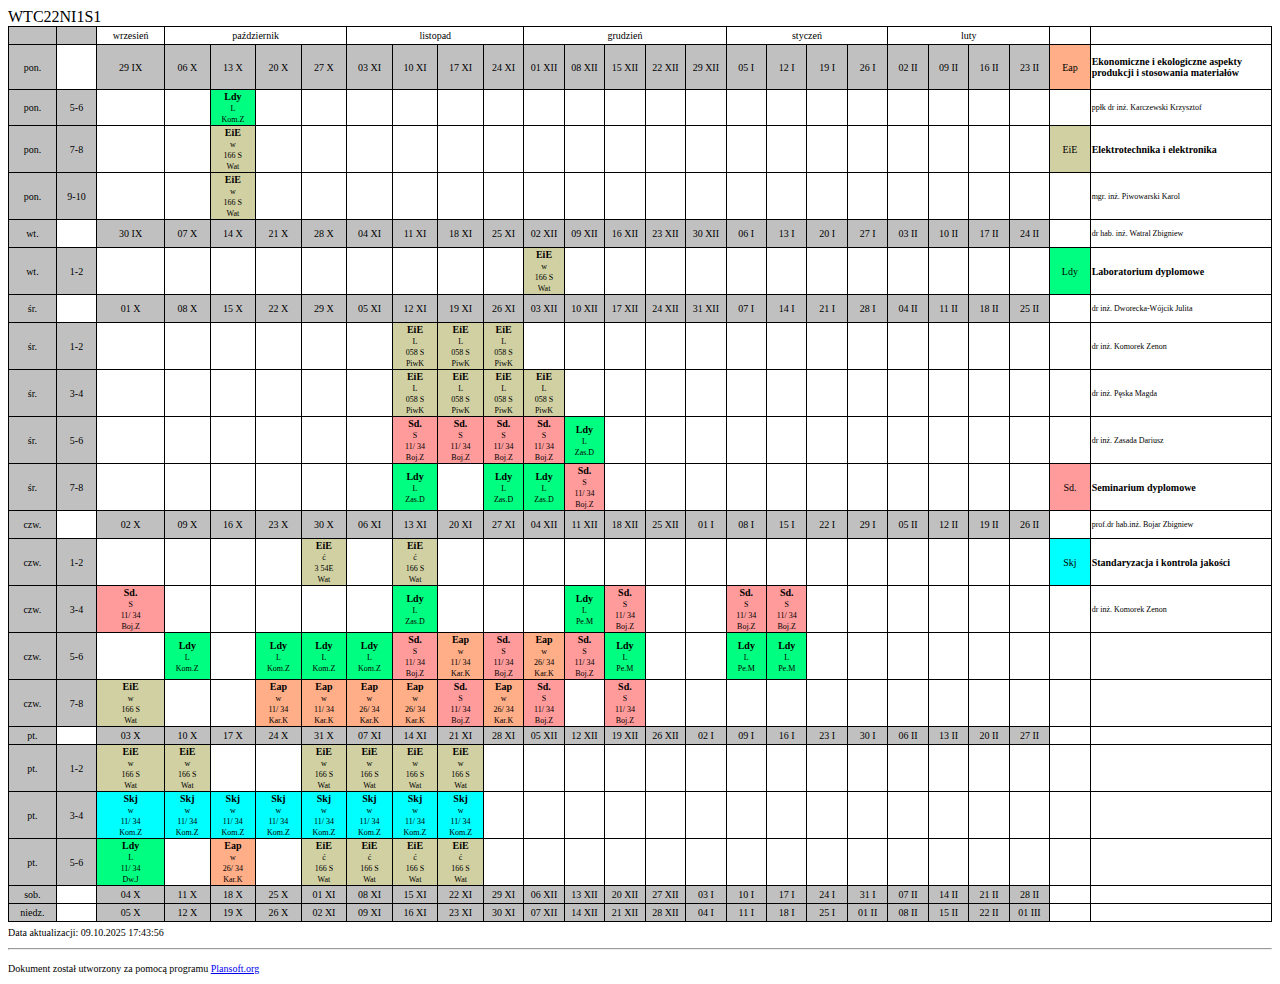 WTC22NI1S1
wrzesień październik listopad grudzień styczeń luty
pon. 29 IX 06 X 13 X 20 X 27 X 03 XI 10 XI 17 XI 24 XI 01 XII 08 XII 15 XII 22 XII 29 XII 05 I 12 I 19 I 26 I 02 II 09 II 16 II 23 II Eap Ekonomiczne i ekologiczne aspekty
produkcji i stosowania materiałów
pon. 5-6 Ldy ppłk dr inż. Karczewski Krzysztof
L
Kom.Z
pon. 7-8 EiE EiE Elektrotechnika i elektronika
w
166 S
Wat
pon. 9-10 EiE mgr. inż. Piwowarski Karol
w
166 S
Wat
wt. 30 IX 07 X 14 X 21 X 28 X 04 XI 11 XI 18 XI 25 XI 02 XII 09 XII 16 XII 23 XII 30 XII 06 I 13 I 20 I 27 I 03 II 10 II 17 II 24 II dr hab. inż. Watral Zbigniew
wt. 1-2 EiE Ldy Laboratorium dyplomowe
w
166 S
Wat
śr. 01 X 08 X 15 X 22 X 29 X 05 XI 12 XI 19 XI 26 XI 03 XII 10 XII 17 XII 24 XII 31 XII 07 I 14 I 21 I 28 I 04 II 11 II 18 II 25 II dr inż. Dworecka-Wójcik Julita
śr. 1-2 EiE EiE EiE dr inż. Komorek Zenon
L L L
058 S 058 S 058 S
PiwK PiwK PiwK
śr. 3-4 EiE EiE EiE EiE dr inż. Pęska Magda
L L L L
058 S 058 S 058 S 058 S
PiwK PiwK PiwK PiwK
śr. 5-6 Sd. Sd. Sd. Sd. Ldy dr inż. Zasada Dariusz
S S S S L
11/ 34 11/ 34 11/ 34 11/ 34 Zas.D
Boj.Z Boj.Z Boj.Z Boj.Z
śr. 7-8 Ldy Ldy Ldy Sd. Sd. Seminarium dyplomowe
L L L S
Zas.D Zas.D Zas.D 11/ 34
Boj.Z
czw. 02 X 09 X 16 X 23 X 30 X 06 XI 13 XI 20 XI 27 XI 04 XII 11 XII 18 XII 25 XII 01 I 08 I 15 I 22 I 29 I 05 II 12 II 19 II 26 II prof.dr hab.inż. Bojar Zbigniew
czw. 1-2 EiE EiE Skj Standaryzacja i kontrola jakości
ć ć
3 54E 166 S
Wat Wat
czw. 3-4 Sd. Ldy Ldy Sd. Sd. Sd. dr inż. Komorek Zenon
S L L S S S
11/ 34 Zas.D Pe.M 11/ 34 11/ 34 11/ 34
Boj.Z Boj.Z Boj.Z Boj.Z
czw. 5-6 Ldy Ldy Ldy Ldy Sd. Eap Sd. Eap Sd. Ldy Ldy Ldy
L L L L S w S w S L L L
Kom.Z Kom.Z Kom.Z Kom.Z 11/ 34 11/ 34 11/ 34 26/ 34 11/ 34 Pe.M Pe.M Pe.M
Boj.Z Kar.K Boj.Z Kar.K Boj.Z
czw. 7-8 EiE Eap Eap Eap Eap Sd. Eap Sd. Sd.
w w w w w S w S S
166 S 11/ 34 11/ 34 26/ 34 26/ 34 11/ 34 26/ 34 11/ 34 11/ 34
Wat Kar.K Kar.K Kar.K Kar.K Boj.Z Kar.K Boj.Z Boj.Z
pt. 03 X 10 X 17 X 24 X 31 X 07 XI 14 XI 21 XI 28 XI 05 XII 12 XII 19 XII 26 XII 02 I 09 I 16 I 23 I 30 I 06 II 13 II 20 II 27 II
pt. 1-2 EiE EiE EiE EiE EiE EiE
w w w w w w
166 S 166 S 166 S 166 S 166 S 166 S
Wat Wat Wat Wat Wat Wat
pt. 3-4 Skj Skj Skj Skj Skj Skj Skj Skj
w w w w w w w w
11/ 34 11/ 34 11/ 34 11/ 34 11/ 34 11/ 34 11/ 34 11/ 34
Kom.Z Kom.Z Kom.Z Kom.Z Kom.Z Kom.Z Kom.Z Kom.Z
pt. 5-6 Ldy Eap EiE EiE EiE EiE
L w ć ć ć ć
11/ 34 26/ 34 166 S 166 S 166 S 166 S
Dw.J Kar.K Wat Wat Wat Wat
sob. 04 X 11 X 18 X 25 X 01 XI 08 XI 15 XI 22 XI 29 XI 06 XII 13 XII 20 XII 27 XII 03 I 10 I 17 I 24 I 31 I 07 II 14 II 21 II 28 II
niedz. 05 X 12 X 19 X 26 X 02 XI 09 XI 16 XI 23 XI 30 XI 07 XII 14 XII 21 XII 28 XII 04 I 11 I 18 I 25 I 01 II 08 II 15 II 22 II 01 III
Data aktualizacji: 09.10.2025 17:43:56
Dokument został utworzony za pomocą programu Plansoft.org